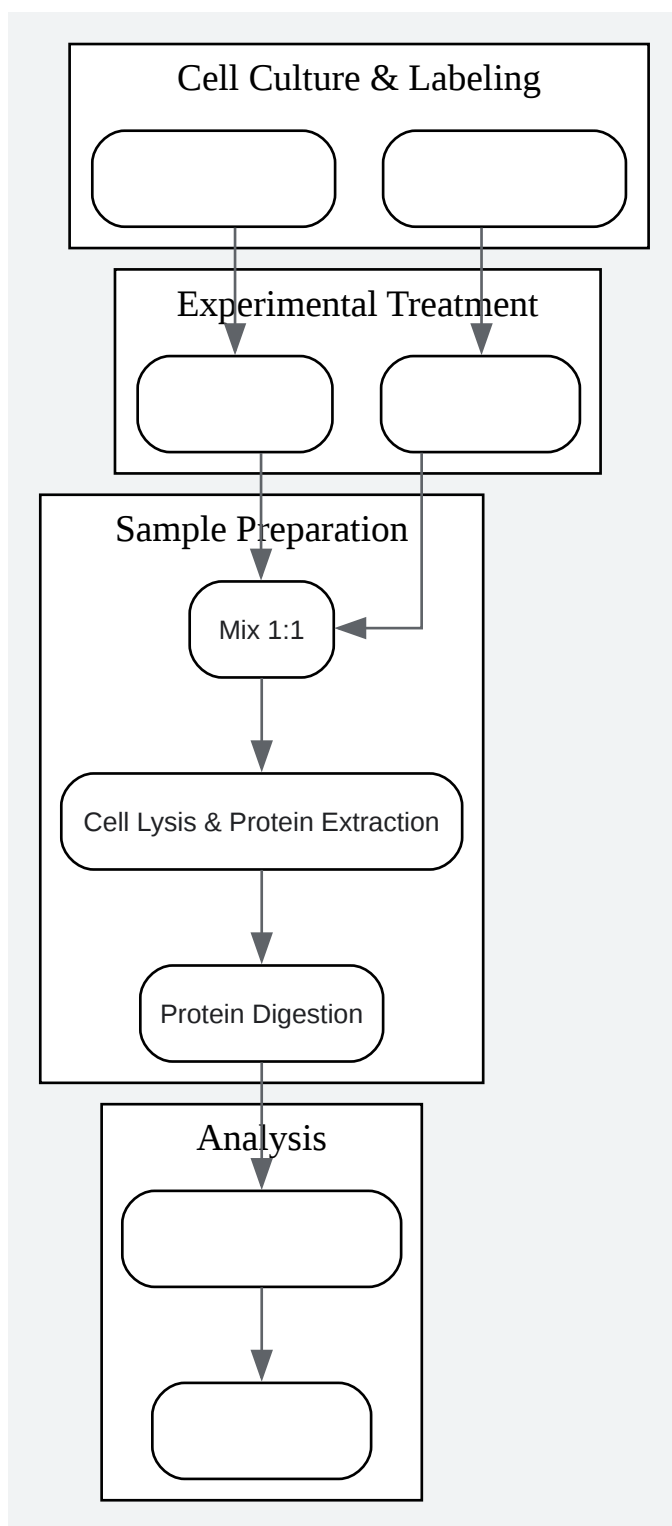 Cell Culture & Labeling
Experimental Treatment
Sample Preparation
Mix 1:1
Cell Lysis & Protein Extraction
Protein Digestion
Analysis